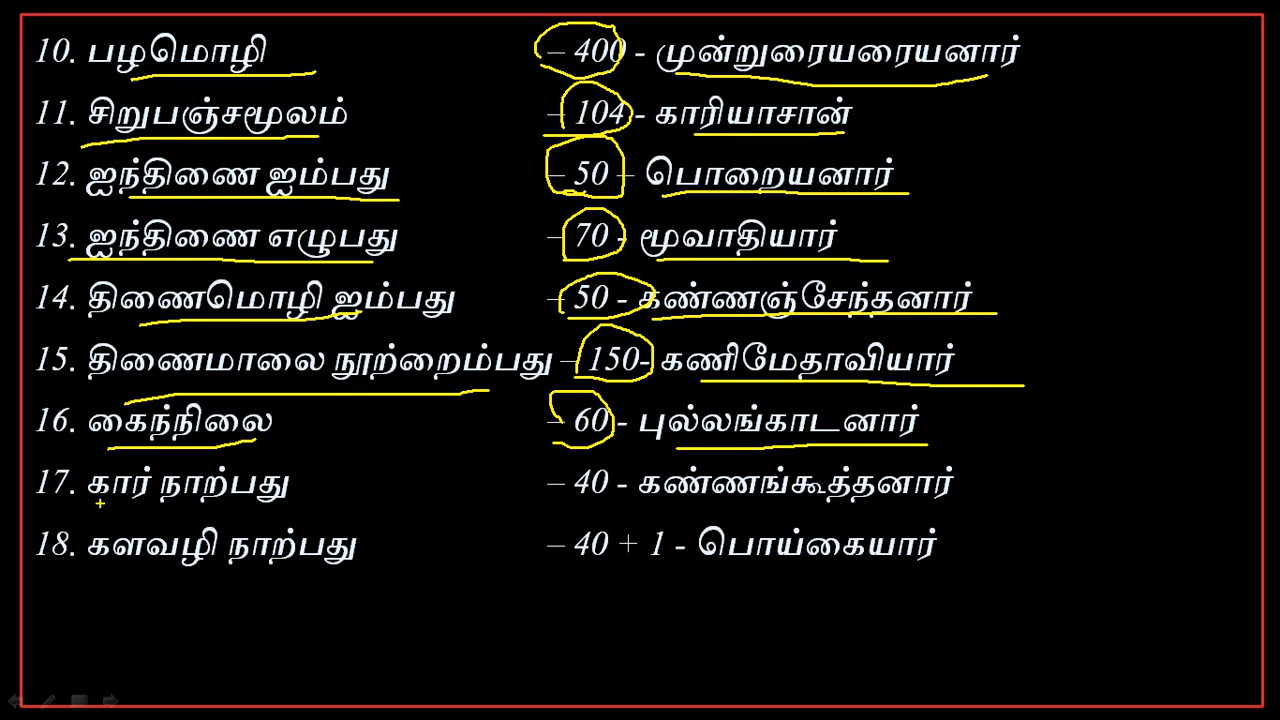 10. பழமொழி – 400 - முன்றுரையரையனார்
11. சிறுபஞ்சமூலம் – 104 - காரியாசான்
12. ஐந்திணை ஐம்பது – 50 – பொறையனார்
13. ஐந்திணை எழுபது – 70 - மூவாதியார்
14. திணைமொழி ஐம்பது – 50 - கண்ணஞ்சேந்தனார்
15. திணைமாலை நூற்றைம்பது – 150- கணிமேதாவியார்
16. கைந்நிலை – 60 - புல்லங்காடனார்
17. கார் நாற்பது – 40 - கண்ணங்கூத்தனார்
18. களவழி நாற்பது – 40 + 1 - பொய்கையார்